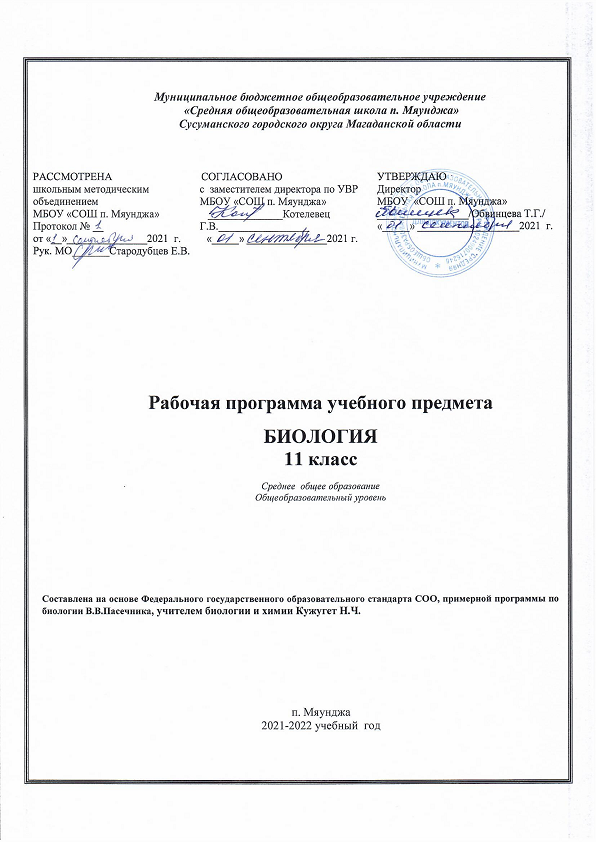 Муниципальное бюджетное общеобразовательное учреждение
«Средняя общеобразовательная школа п. Мяунджа»
Сусуманского городского округа Магаданской области
РАССМОТРЕНА
школьным методическим
объединением
МБОУ «СОШ п. Мяунджа»
Протокол № 1
от «1» сентября 2021 г.
Рук. МО Стародубцев Е.В.
СОГЛАСОВАНО
с заместителем директора по УВР
МБОУ «СОШ п. Мяунджа»
Котелевец
Г.В.
« 01 » сентября 2021 г.
УТВЕРЖДАЮ
Директор
МБОУ «СОШ п. Мяунджа»
/Обвинцева Т.Г./
« 01 » сентября 2021 г.
Рабочая программа учебного предмета
БИОЛОГИЯ
11 класс
Среднее общее образование
Общеобразовательный уровень
Составлена на основе Федерального государственного образовательного стандарта СОО, примерной программы по
биологии В.В.Пасечника, учителем биологии и химии Кужугет Н.Ч.
п. Мяунджа
2021-2022 учебный год